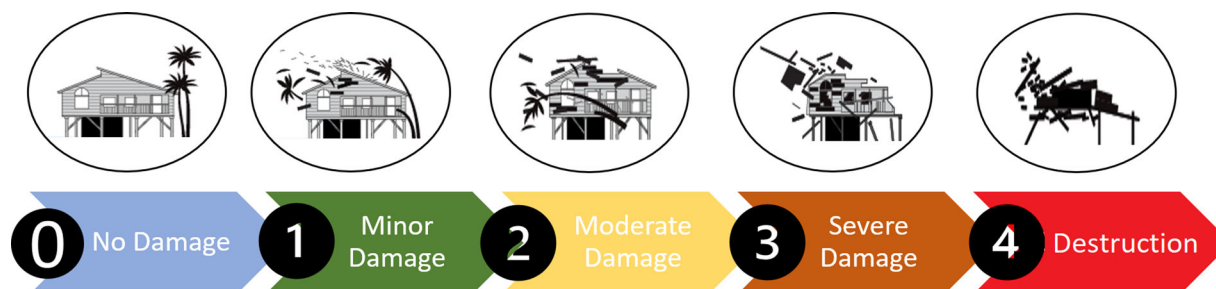 0 No Damage
1 Minor
Damage
2 Moderate
Damage
3 Severe
Damage
4 Destruction